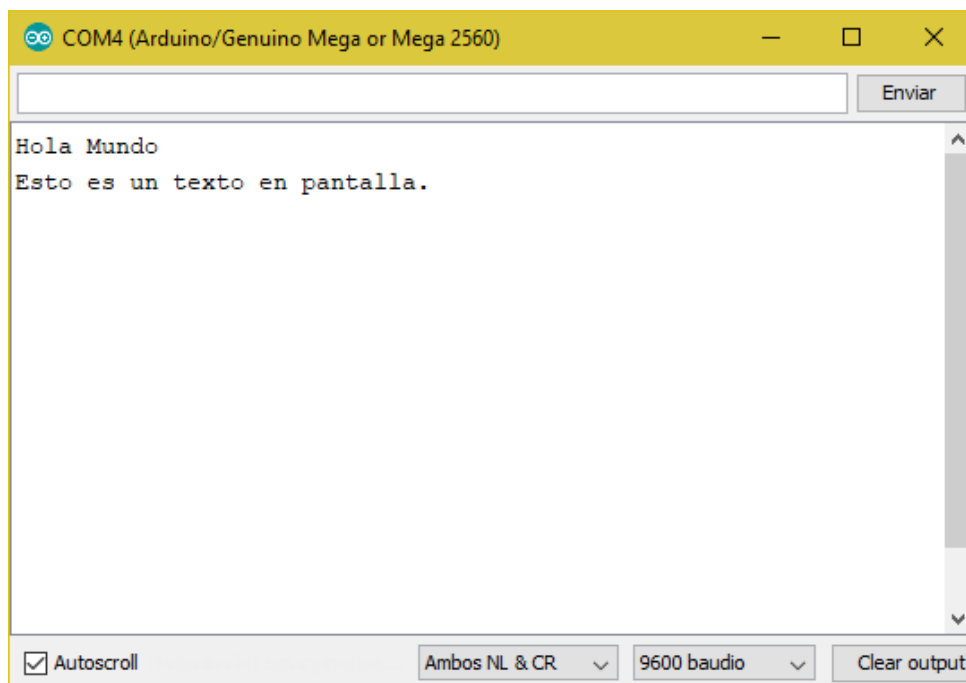 COM4 (Arduino/Genuino Mega or Mega 2560)
Enviar
Hola Mundo
Esto es un texto en pantalla.
Autoscroll
Ambos NL & CR
9600 baudio
Clear output